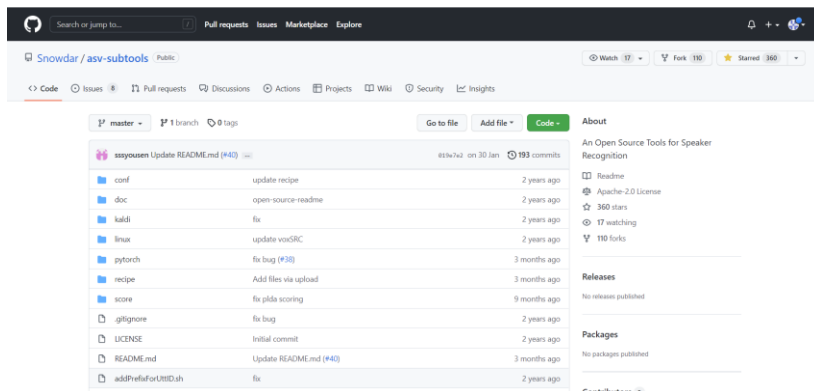 Search or jump to... / Pull requests Issues Marketplace Explore
Snowdar / asv-subtools Public Watch 17 Fork 110 Starred 360
Code Issues 8 Pull requests Discussions Actions Projects Wiki Security Insights
master 1 branch 0 tags Go to file Add file Code
sssyousen Update README.md (#40) ... on 30 Jan 193 commits
conf update recipe 2 years ago
doc open-source-readme 2 years ago
kaldi fix 2 years ago
linux update voxSRC 2 years ago
pytorch fix bug (#38) 3 months ago
recipe Add files via upload 3 months ago
score fix plda scoring 9 months ago
.gitignore fix bug 2 years ago
LICENSE Initial commit 2 years ago
README.md Update README.md (#40) 3 months ago
addPrefixForUttID.sh fix 2 years ago
About
An Open Source Tools for Speaker
Recognition
Readme
Apache-2.0 License
360 stars
17 watching
110 forks
Releases
No releases published
Packages
No packages published